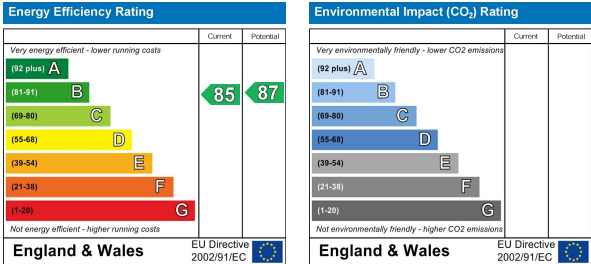 Energy Efficiency Rating
Current Potential
Very energy efficient - lower running costs
(92 plus) A
(81-91) B
(69-80) C
(55-68) D
(39-54) E
(21-38) F
(1-20) G
85 87
Not energy efficient - higher running costs
England & Wales
EU Directive
2002/91/EC
Environmental Impact (CO₂) Rating
Current Potential
Very environmentally friendly - lower CO2 emissions
(92 plus) A
(81-91) B
(69-80) C
(55-68) D
(39-54) E
(21-38) F
(1-20) G
Not environmentally friendly - higher CO2 emissions
England & Wales
EU Directive
2002/91/EC